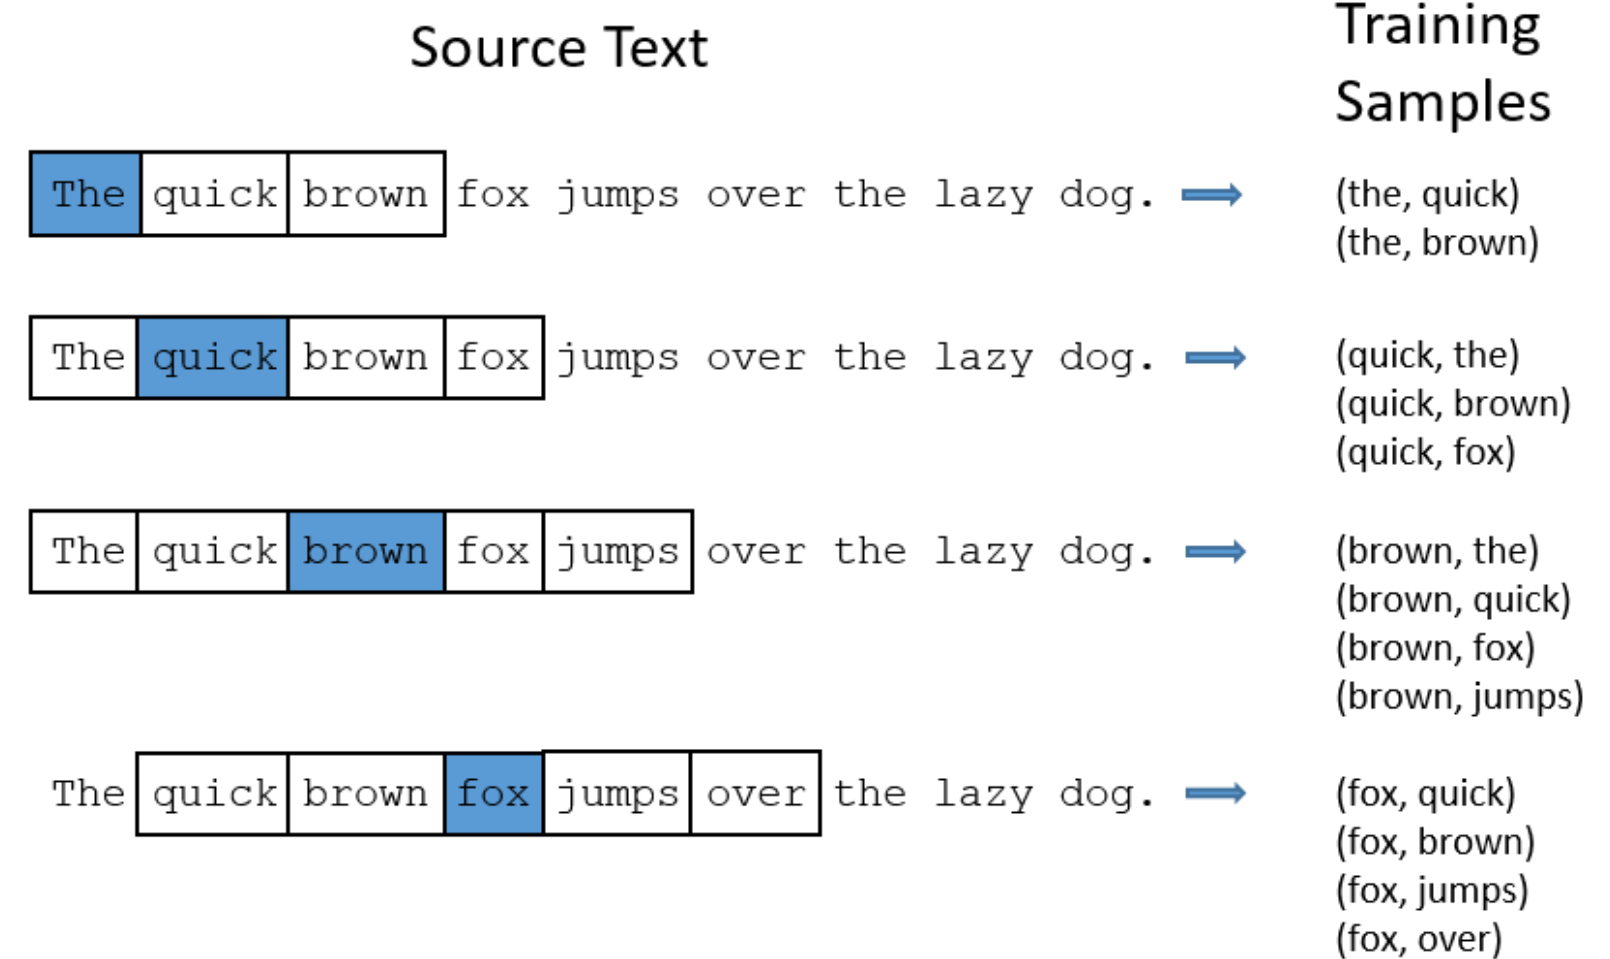 Source Text
Training
Samples
The quick brown fox jumps over the lazy dog.
(the, quick)
(the, brown)
The quick brown fox jumps over the lazy dog.
(quick, the)
(quick, brown)
(quick, fox)
The quick brown fox jumps over the lazy dog.
(brown, the)
(brown, quick)
(brown, fox)
(brown, jumps)
The quick brown fox jumps over the lazy dog.
(fox, quick)
(fox, brown)
(fox, jumps)
(fox, over)